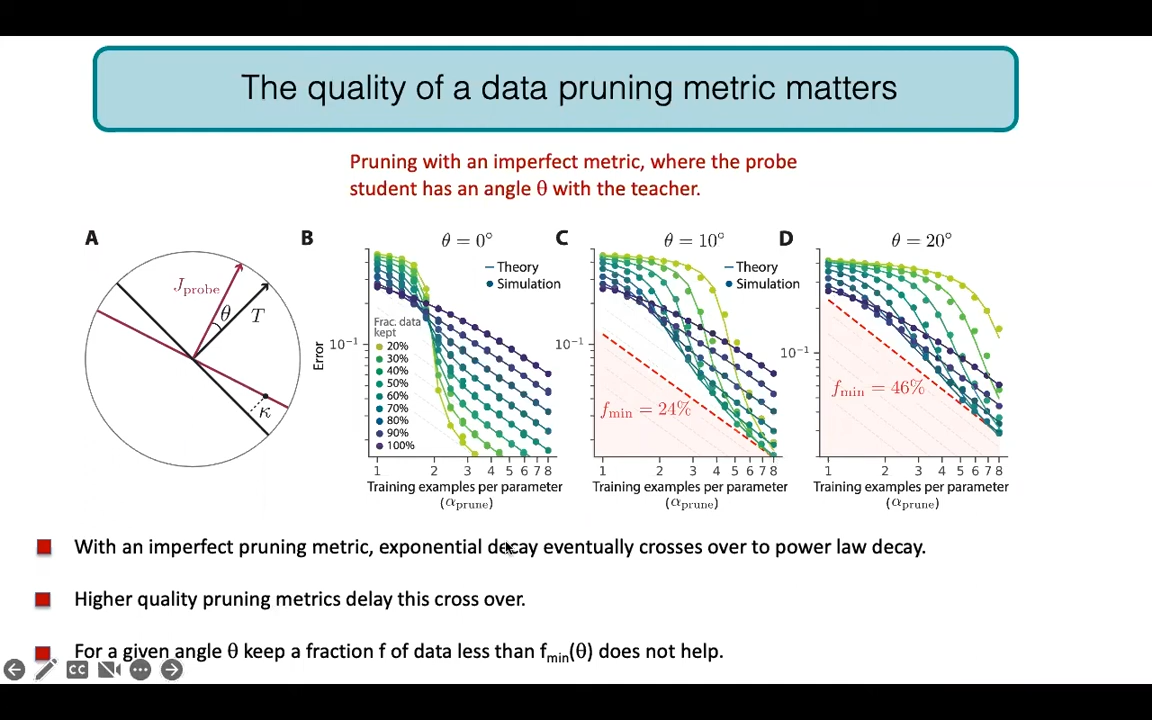 The quality of a data pruning metric matters
Pruning with an imperfect metric, where the probe
student has an angle θ with the teacher.
A
J_probe
θ
T
κ
B
θ = 0°
Theory
Simulation
Frac. data
kept
20%
30%
40%
50%
60%
70%
80%
90%
100%
Error
10⁻¹
1 2 3 4 5 6 7 8
Training examples per parameter
(α_prune)
C
θ = 10°
Theory
Simulation
10⁻¹
f_min = 24%
1 2 3 4 5 6 7 8
Training examples per parameter
(α_prune)
D
θ = 20°
10⁻¹
f_min = 46%
1 2 3 4 5 6 7 8
Training examples per parameter
(α_prune)
With an imperfect pruning metric, exponential decay eventually crosses over to power law decay.
Higher quality pruning metrics delay this cross over.
For a given angle θ keep a fraction f of data less than f_min(θ) does not help.
CC